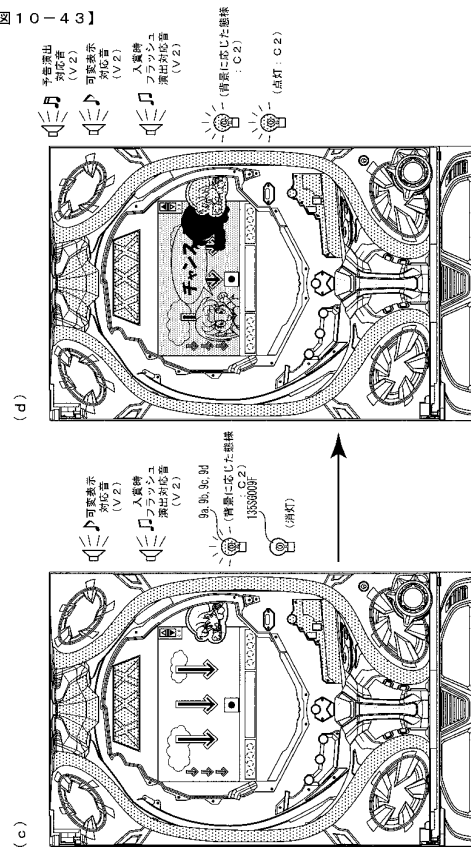 図10-43】
(c)
可変表示
対応音
(V2)
入賞時
フラッシュ
演出対応音
(V2)
9a, 9b, 9c, 9d
(背景に応じた態様
:C2)
135SG009F
(消灯)
(d)
チャンス
予告演出
対応音
(V2)
可変表示
対応音
(V2)
入賞時
フラッシュ
演出対応音
(V2)
(背景に応じた態様
:C2)
(点灯:C2)